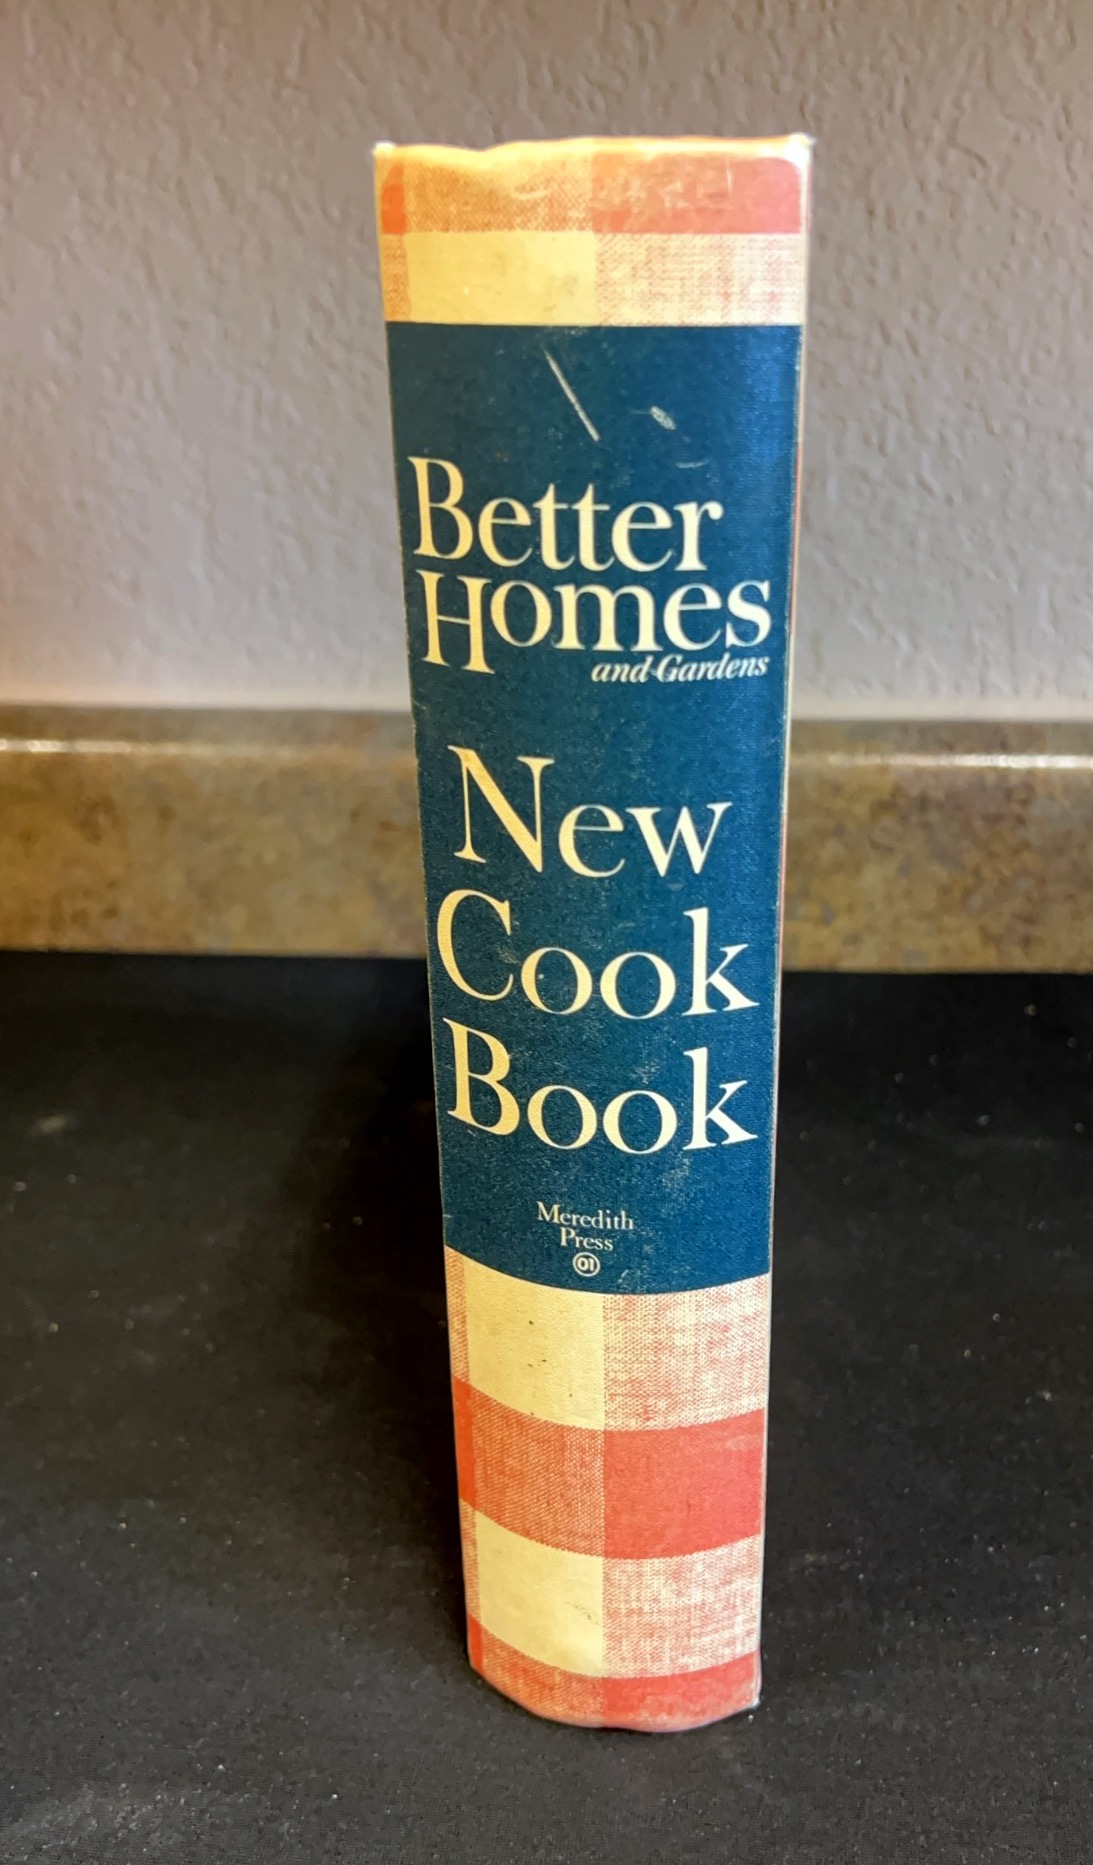 Better
Homes
and Gardens
New
Cook
Book
Meredith
Press
01